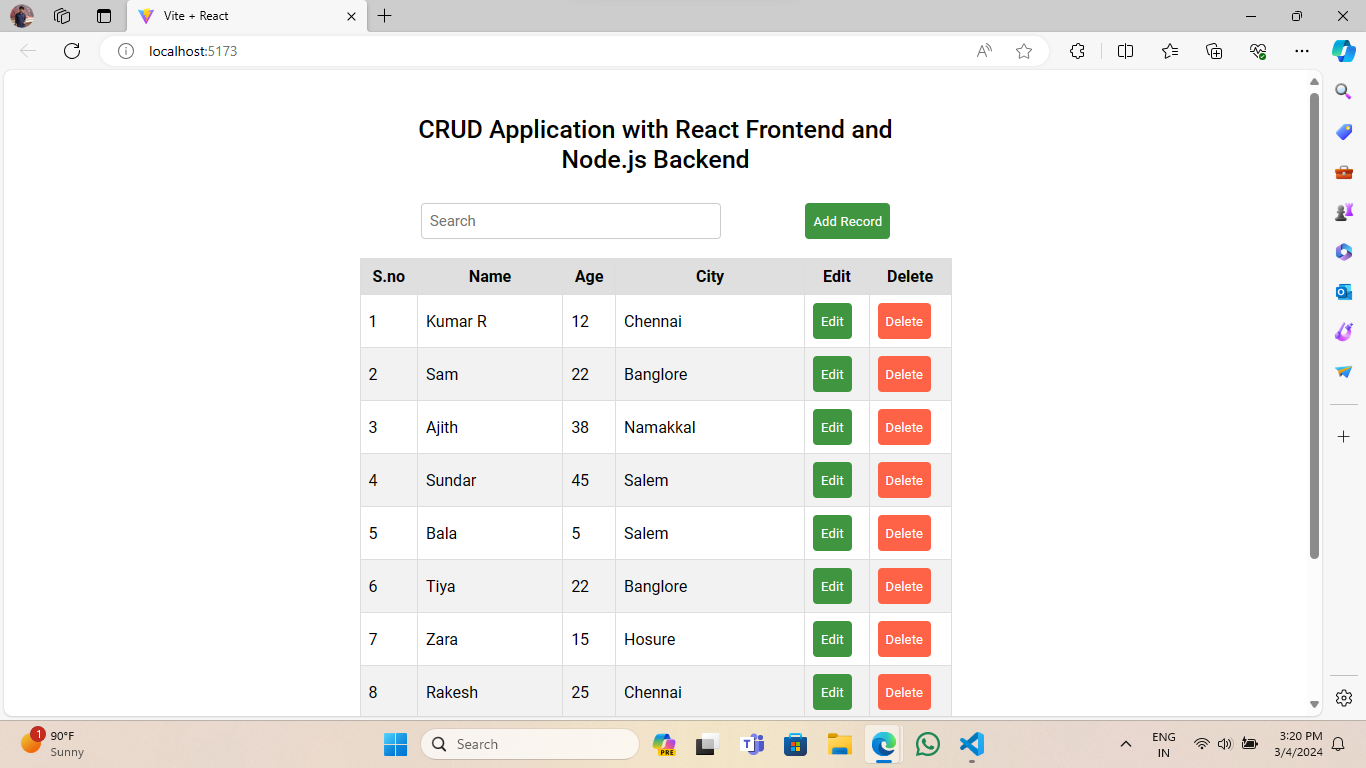 Vite + React
localhost:5173
CRUD Application with React Frontend and
Node.js Backend
Search
Add Record
S.no Name Age City Edit Delete
1 Kumar R 12 Chennai Edit Delete
2 Sam 22 Banglore Edit Delete
3 Ajith 38 Namakkal Edit Delete
4 Sundar 45 Salem Edit Delete
5 Bala 5 Salem Edit Delete
6 Tiya 22 Banglore Edit Delete
7 Zara 15 Hosure Edit Delete
8 Rakesh 25 Chennai Edit Delete
1
90°F
Sunny
Search
PRE
ENG
IN
3:20 PM
3/4/2024